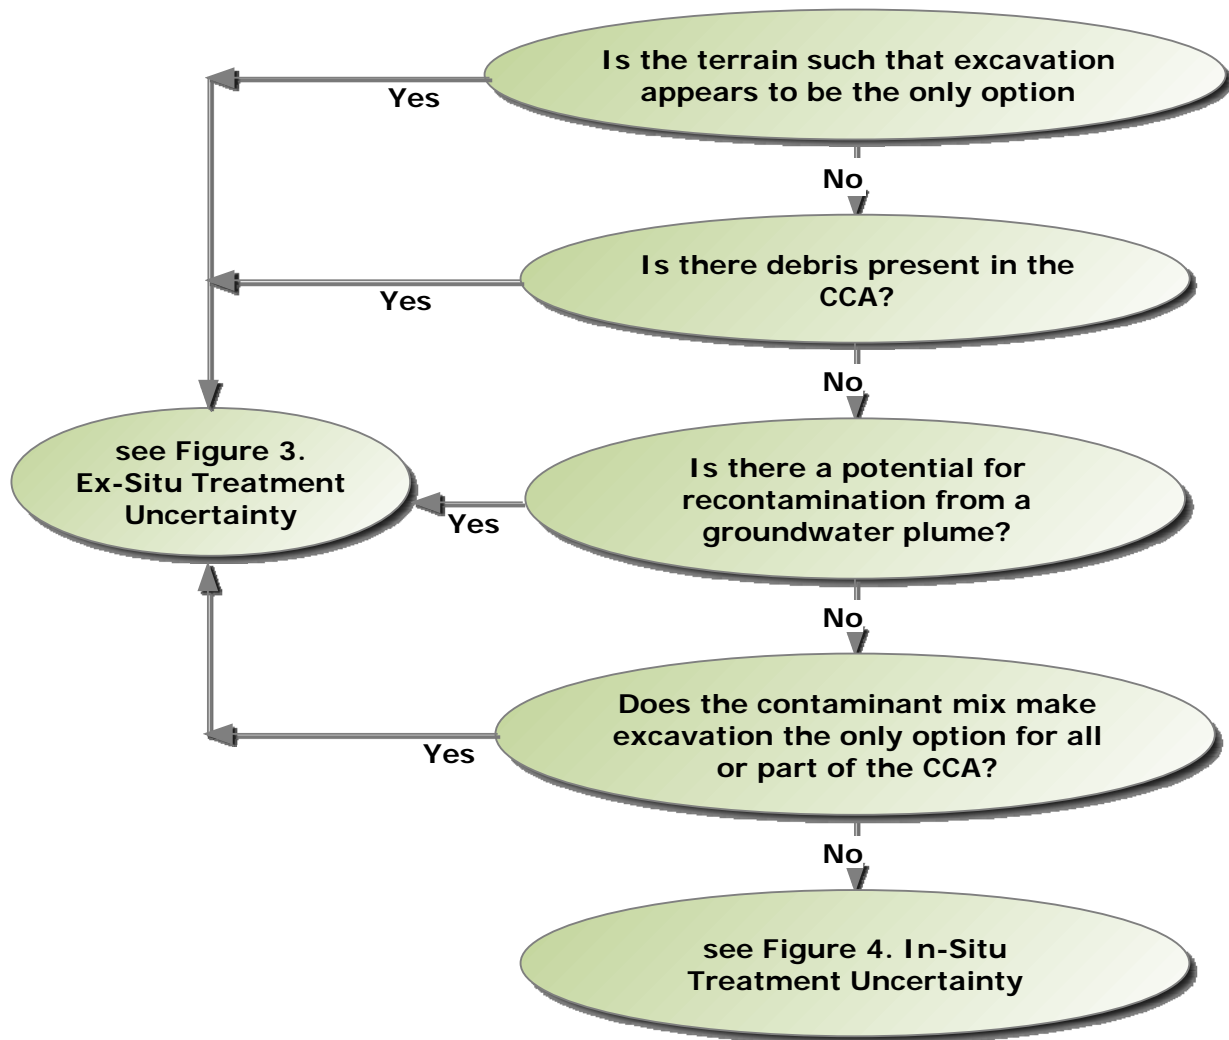 Is the terrain such that excavation
appears to be the only option
Yes
No
Is there debris present in the
CCA?
Yes
No
see Figure 3.
Ex-Situ Treatment
Uncertainty
Is there a potential for
recontamination from a
groundwater plume?
Yes
No
Does the contaminant mix make
excavation the only option for all
or part of the CCA?
Yes
No
see Figure 4. In-Situ
Treatment Uncertainty